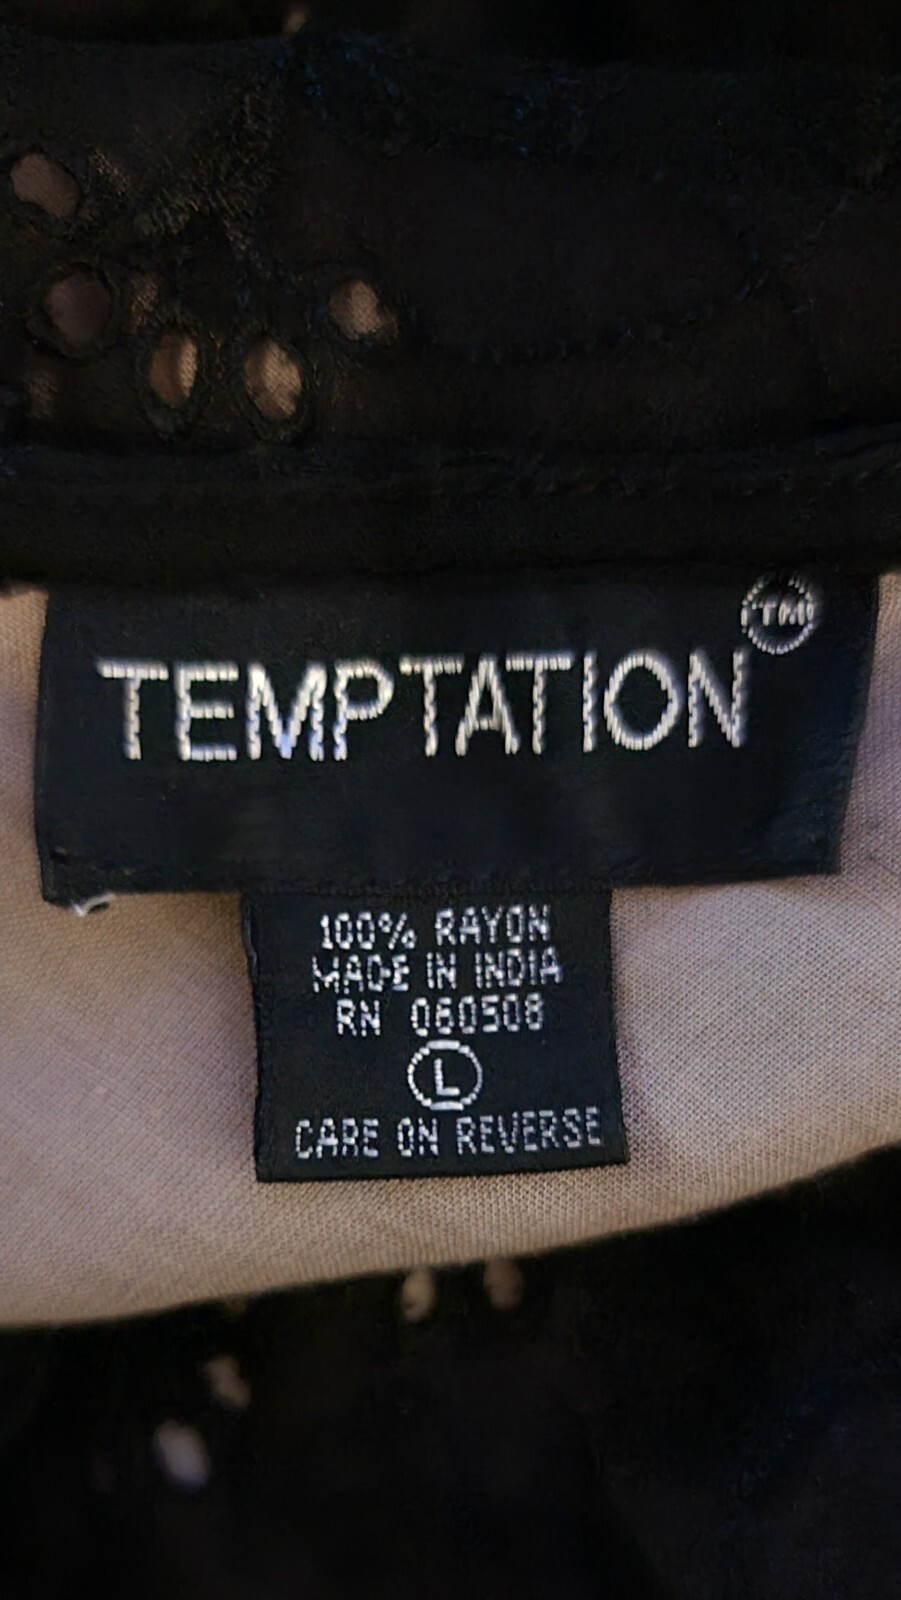 TEMPTATION TM
100% RAYON
MADE IN INDIA
RN 060508
L
CARE ON REVERSE